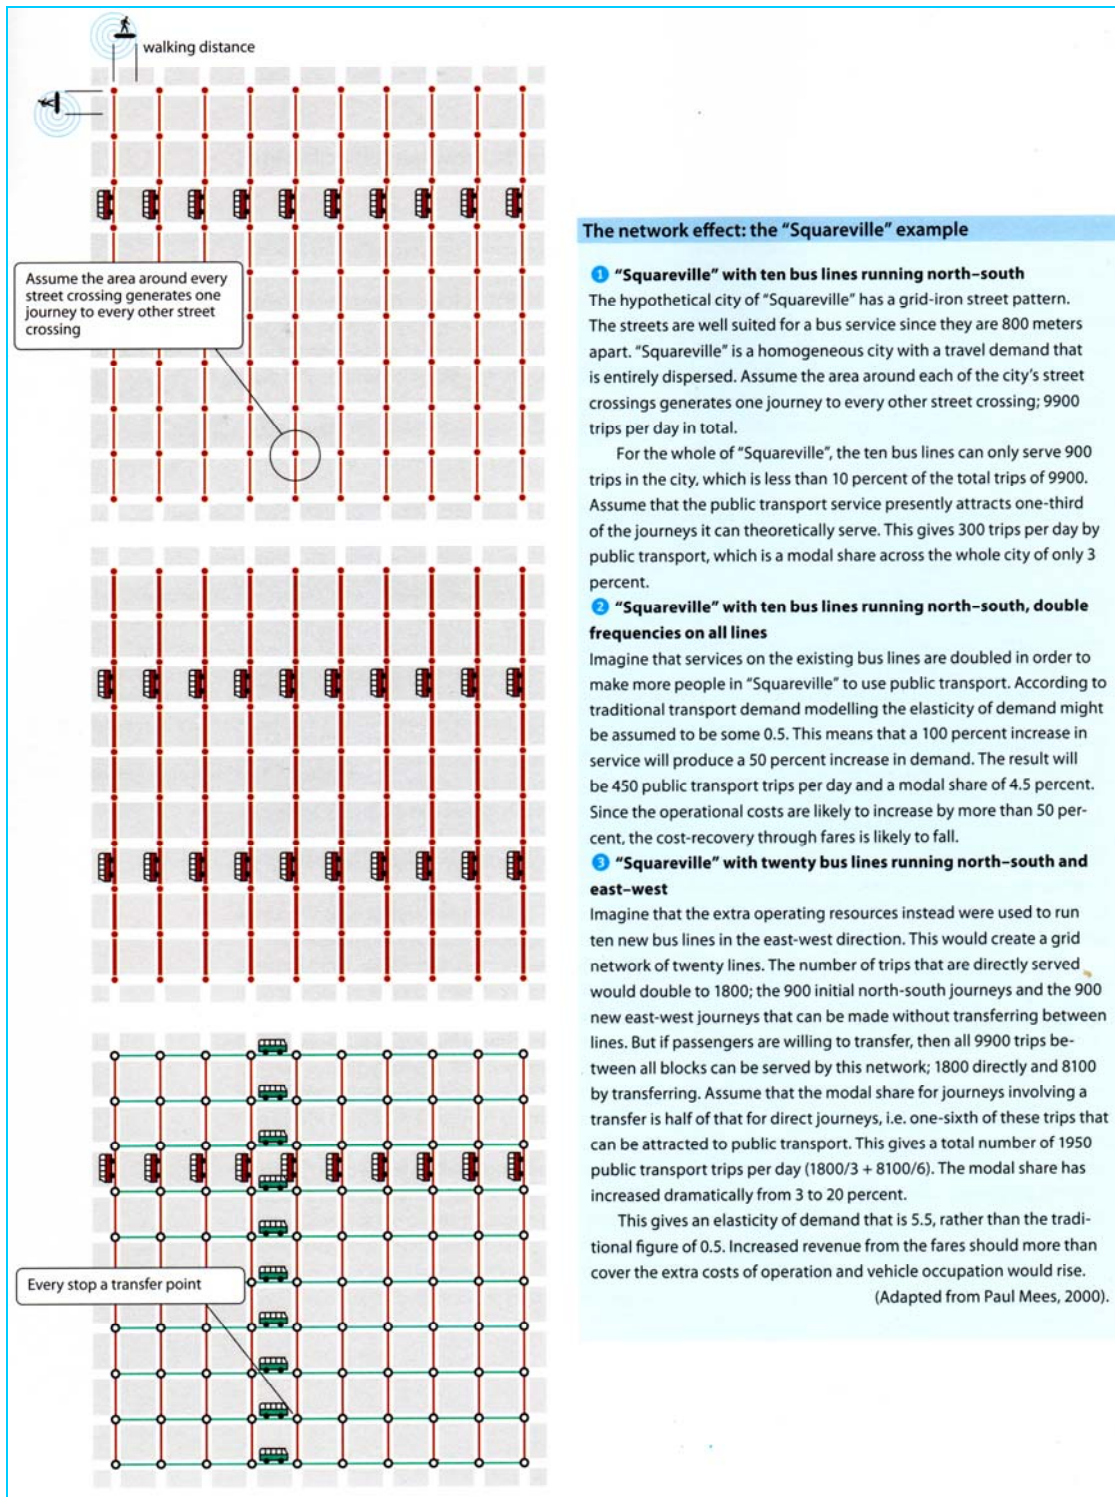 walking distance
Assume the area around every
street crossing generates one
journey to every other street
crossing
Every stop a transfer point
The network effect: the “Squareville” example
1 “Squareville” with ten bus lines running north–south
The hypothetical city of “Squareville” has a grid-iron street pattern.
The streets are well suited for a bus service since they are 800 meters
apart. “Squareville” is a homogeneous city with a travel demand that
is entirely dispersed. Assume the area around each of the city’s street
crossings generates one journey to every other street crossing; 9900
trips per day in total.
For the whole of “Squareville”, the ten bus lines can only serve 900
trips in the city, which is less than 10 percent of the total trips of 9900.
Assume that the public transport service presently attracts one-third
of the journeys it can theoretically serve. This gives 300 trips per day by
public transport, which is a modal share across the whole city of only 3
percent.
2 “Squareville” with ten bus lines running north–south, double
frequencies on all lines
Imagine that services on the existing bus lines are doubled in order to
make more people in “Squareville” to use public transport. According to
traditional transport demand modelling the elasticity of demand might
be assumed to be some 0.5. This means that a 100 percent increase in
service will produce a 50 percent increase in demand. The result will
be 450 public transport trips per day and a modal share of 4.5 percent.
Since the operational costs are likely to increase by more than 50 per-
cent, the cost-recovery through fares is likely to fall.
3 “Squareville” with twenty bus lines running north–south and
east–west
Imagine that the extra operating resources instead were used to run
ten new bus lines in the east-west direction. This would create a grid
network of twenty lines. The number of trips that are directly served
would double to 1800; the 900 initial north-south journeys and the 900
new east-west journeys that can be made without transferring between
lines. But if passengers are willing to transfer, then all 9900 trips be-
tween all blocks can be served by this network; 1800 directly and 8100
by transferring. Assume that the modal share for journeys involving a
transfer is half of that for direct journeys, i.e. one-sixth of these trips that
can be attracted to public transport. This gives a total number of 1950
public transport trips per day (1800/3 + 8100/6). The modal share has
increased dramatically from 3 to 20 percent.
This gives an elasticity of demand that is 5.5, rather than the tradi-
tional figure of 0.5. Increased revenue from the fares should more than
cover the extra costs of operation and vehicle occupation would rise.
(Adapted from Paul Mees, 2000).